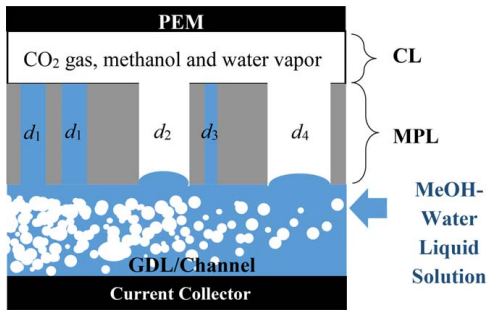 PEM
CO₂ gas, methanol and water vapor
CL
d₁ d₁ d₂ d₃ d₄
MPL
MeOH-
Water
Liquid
Solution
GDL/Channel
Current Collector